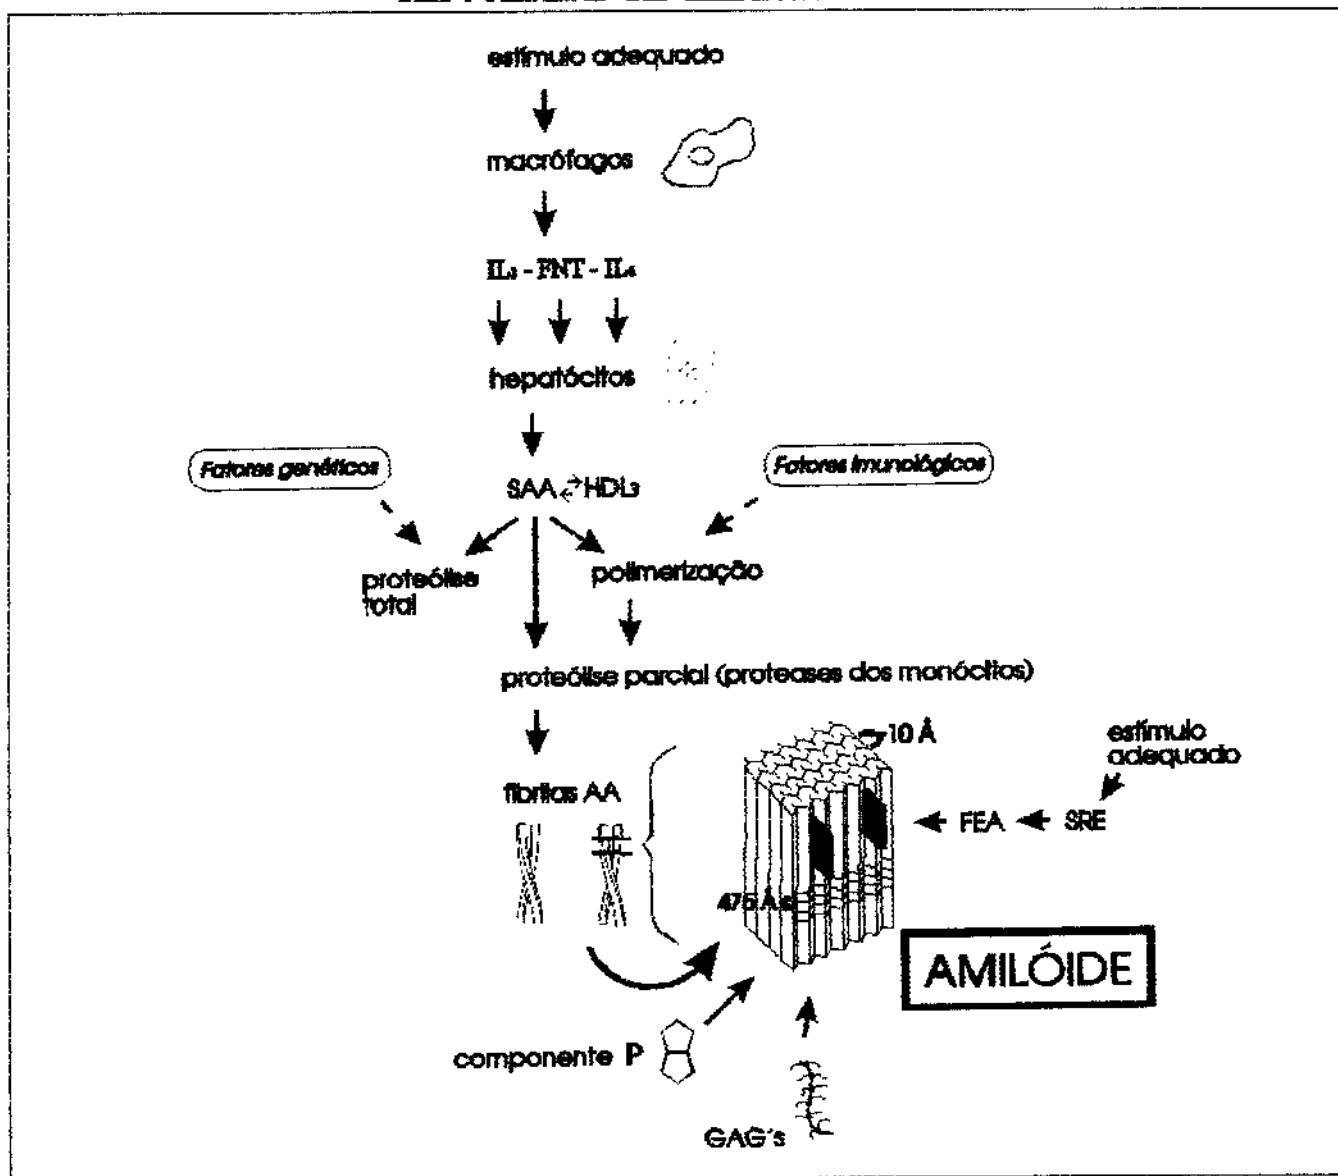 estímulo adequado
macrófagos
IL₁ - FNT - IL₆
hepatócitos
Fatores genéticos
Fatores imunológicos
SAA HDL₃
proteólise
total
polimerização
proteólise parcial (proteases dos monócitos)
10 Å
estímulo
adequado
fibrilas AA
FEA
SRE
475 Å
AMILÓIDE
componente P
GAG's